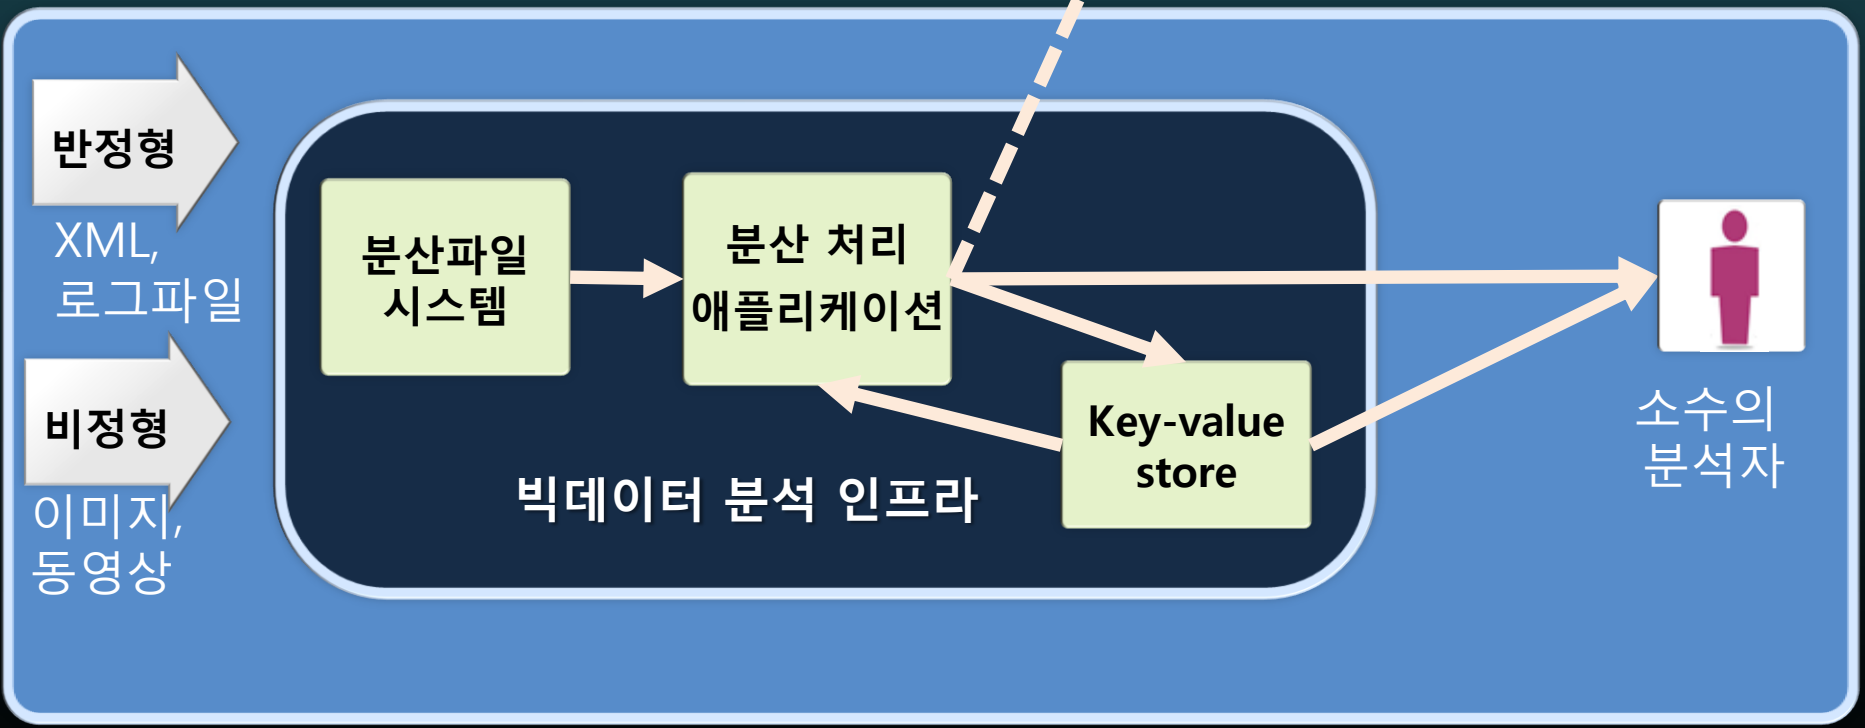 반정형
XML,
로그파일
비정형
이미지,
동영상
분산파일
시스템
분산 처리
애플리케이션
Key-value
store
빅데이터 분석 인프라
소수의
분석자